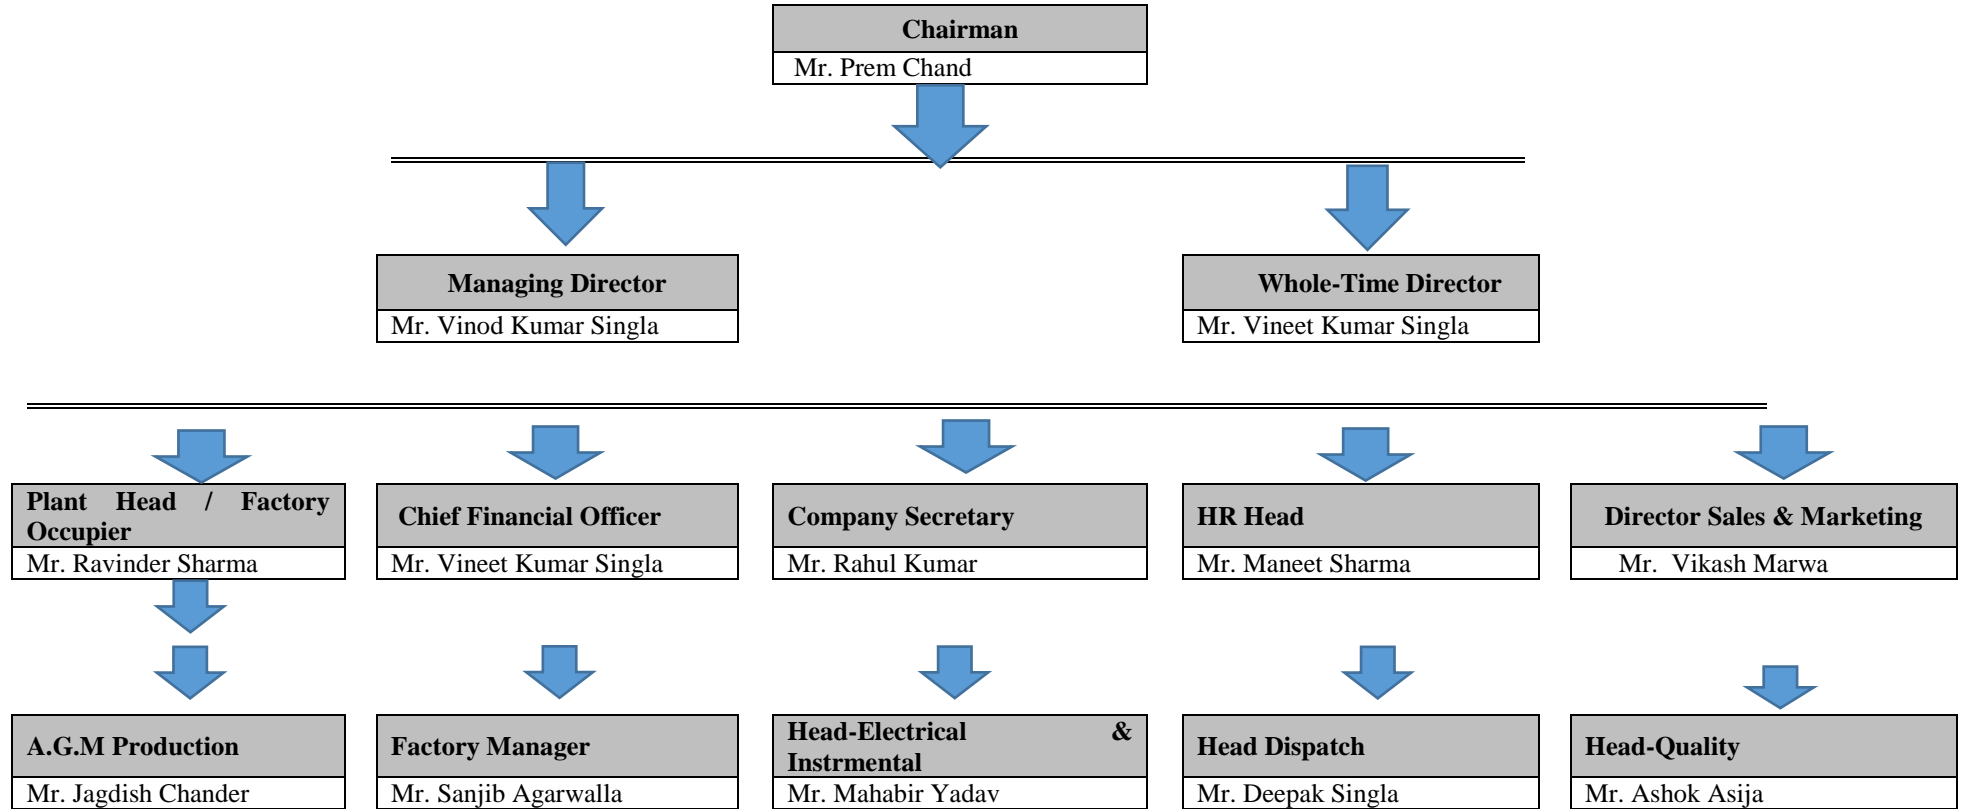 Chairman
Mr. Prem Chand
Managing Director
Mr. Vinod Kumar Singla
Whole-Time Director
Mr. Vineet Kumar Singla
Plant Head / Factory
Occupier
Mr. Ravinder Sharma
Chief Financial Officer
Mr. Vineet Kumar Singla
Company Secretary
Mr. Rahul Kumar
HR Head
Mr. Maneet Sharma
Director Sales & Marketing
Mr. Vikash Marwa
A.G.M Production
Mr. Jagdish Chander
Factory Manager
Mr. Sanjib Agarwalla
Head-Electrical &
Instrmental
Mr. Mahabir Yadav
Head Dispatch
Mr. Deepak Singla
Head-Quality
Mr. Ashok Asija